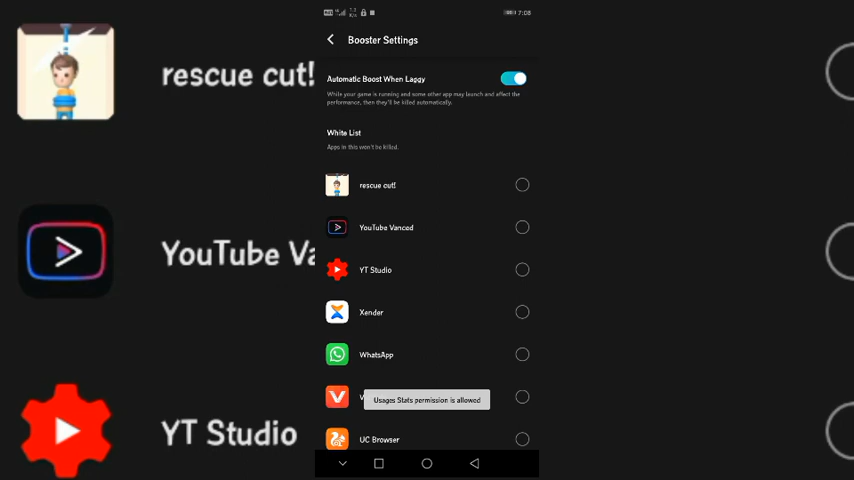 7:08
Booster Settings
Automatic Boost When Laggy
While your game is running and some other app may launch and affect the
performance, then they'll be killed automatically.
White List
Apps in this won't be killed.
rescue cut!
YouTube Vanced
YT Studio
Xender
WhatsApp
V
Usages Stats permission is allowed
UC Browser
rescue cut!
YouTube Va
YT Studio